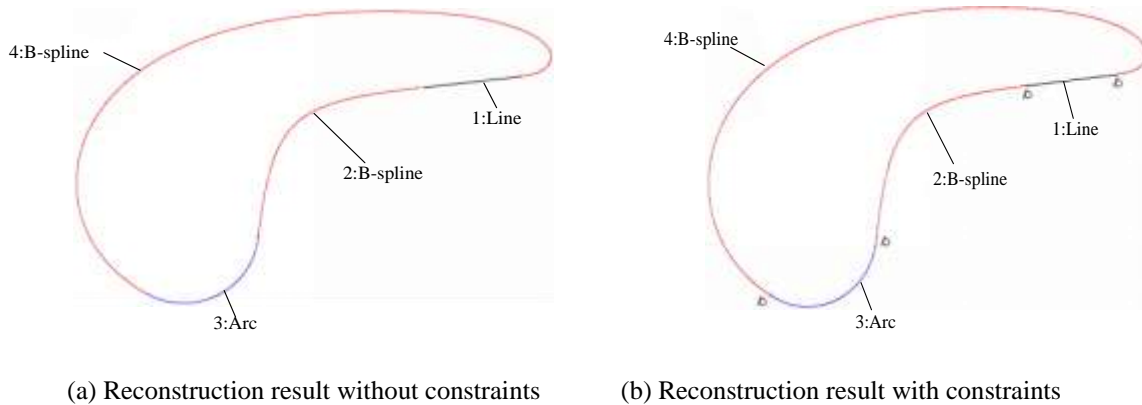 4:B-spline
1:Line
2:B-spline
3:Arc
(a) Reconstruction result without constraints
4:B-spline
1:Line
2:B-spline
3:Arc
(b) Reconstruction result with constraints